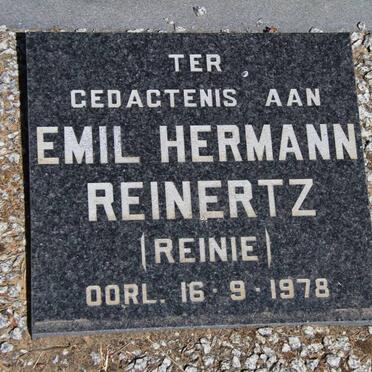 TER
GEDACTENIS AAN
EMIL HERMANN
REINERTZ
(REINIE)
OORL. 16 - 9 - 1978